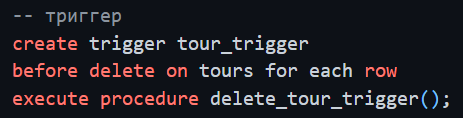 -- триггер
create trigger tour_trigger
before delete on tours for each row
execute procedure delete_tour_trigger();